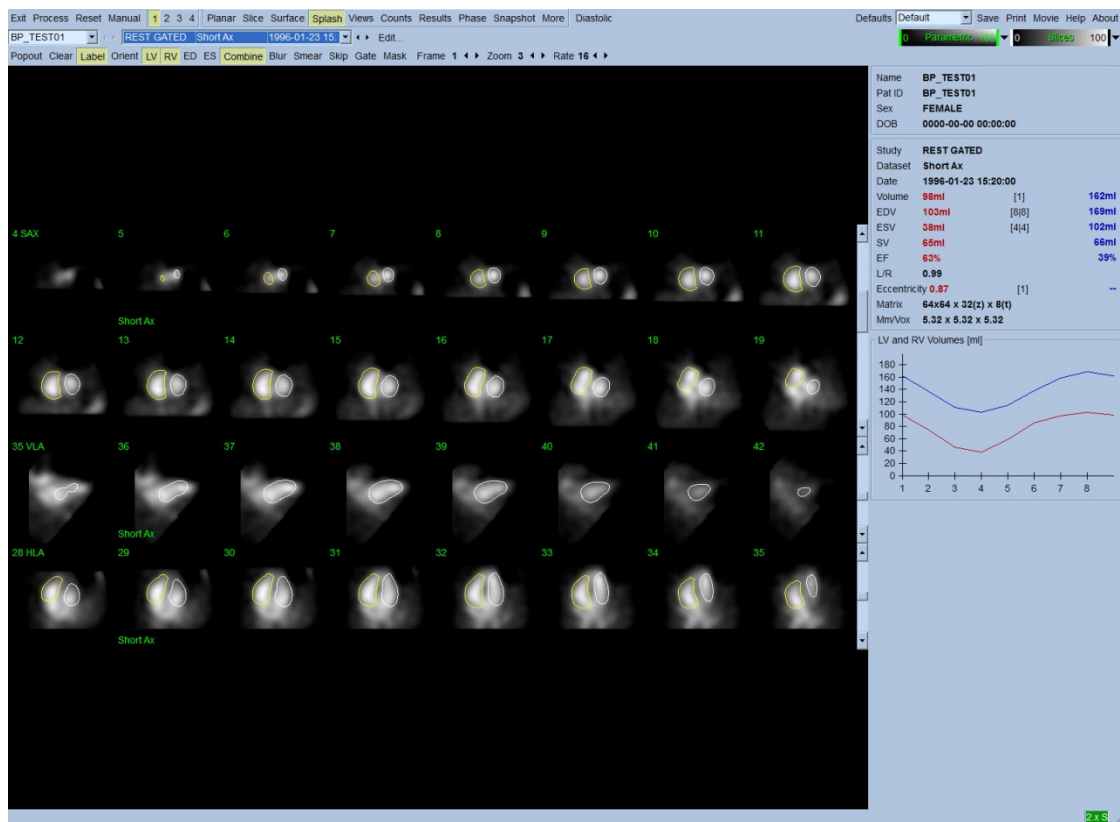 Exit Process Reset Manual 1 2 3 4 Planar Slice Surface Splash Views Counts Results Phase Snapshot More Diastolic Defaults Default Save Print Movie Help About
BP_TEST01 REST GATED Short Ax 1996-01-23 15: Edit... 0 Parametric 100 0 Slices 100
Popout Clear Label Orient LV RV ED ES Combine Blur Smear Skip Gate Mask Frame 1 Zoom 3 Rate 16
Name BP_TEST01
Pat ID BP_TEST01
Sex FEMALE
DOB 0000-00-00 00:00:00
Study REST GATED
Dataset Short Ax
Date 1996-01-23 15:20:00
Volume 98ml [1] 162ml
EDV 103ml [8|8] 169ml
ESV 38ml [4|4] 102ml
SV 65ml 66ml
EF 63% 39%
L/R 0.99
Eccentricity 0.87 [1] --
Matrix 64x64 x 32(z) x 8(t)
Mm/Vox 5.32 x 5.32 x 5.32
LV and RV Volumes [ml]
180
160
140
120
100
80
60
40
20
0
1 2 3 4 5 6 7 8
4 SAX 5 6 7 8 9 10 11
Short Ax
12 13 14 15 16 17 18 19
35 VLA 36 37 38 39 40 41 42
Short Ax
28 HLA 29 30 31 32 33 34 35
Short Ax
2 x S